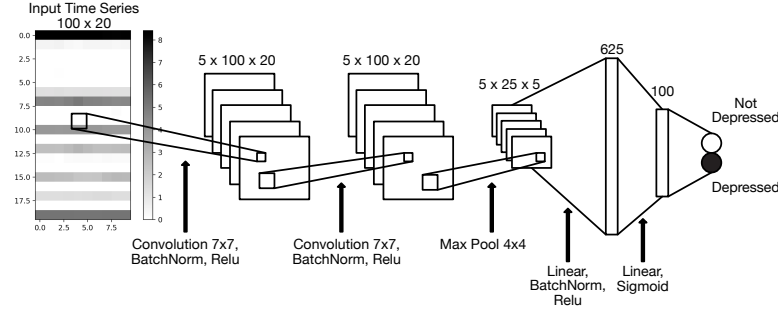 Input Time Series
100 x 20
0.0
2.5
5.0
7.5
10.0
12.5
15.0
17.5
0.0 2.5 5.0 7.5
8
7
6
5
4
3
2
1
0
5 x 100 x 20
5 x 100 x 20
5 x 25 x 5
625
100
Not
Depressed
Depressed
Convolution 7x7,
BatchNorm, Relu
Convolution 7x7,
BatchNorm, Relu
Max Pool 4x4
Linear,
BatchNorm,
Relu
Linear,
Sigmoid